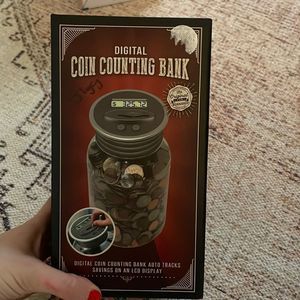 DIGITAL
COIN COUNTING BANK
DIGITAL COIN COUNTING BANK AUTO TRACKS
SAVINGS ON AN LCD DISPLAY